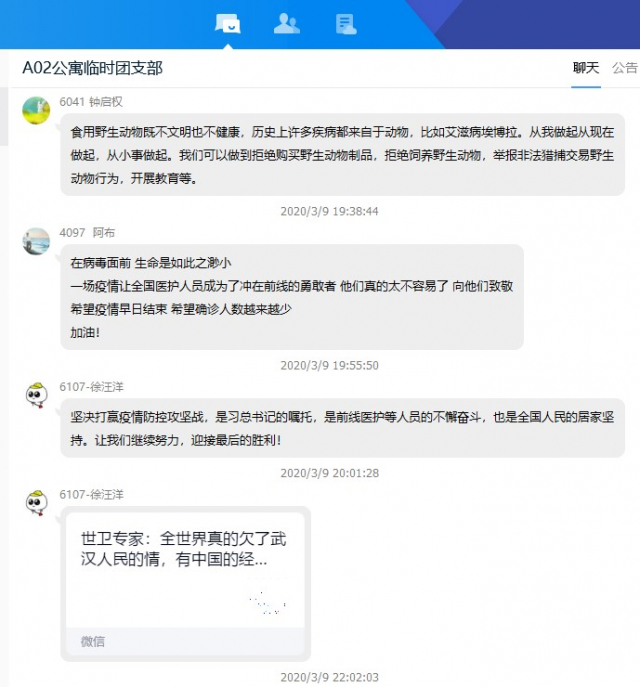 A02公寓临时团支部
聊天 公告
6041 钟启权
食用野生动物既不文明也不健康，历史上许多疾病都来自于动物，比如艾滋病埃博拉。从我做起从现在
做起，从小事做起。我们可以做到拒绝购买野生动物制品，拒绝饲养野生动物，举报非法猎捕交易野生
动物行为，开展教育等。
2020/3/9 19:38:44
4097 阿布
在病毒面前 生命是如此之渺小
一场疫情让全国医护人员成为了冲在前线的勇敢者 他们真的太不容易了 向他们致敬
希望疫情早日结束 希望确诊人数越来越少
加油！
2020/3/9 19:55:50
6107-徐汪洋
坚决打赢疫情防控攻坚战，是习总书记的嘱托，是前线医护等人员的不懈奋斗，也是全国人民的居家坚
持。让我们继续努力，迎接最后的胜利！
2020/3/9 20:01:28
6107-徐汪洋
世卫专家：全世界真的欠了武
汉人民的情，有中国的经...
微信
2020/3/9 22:02:03